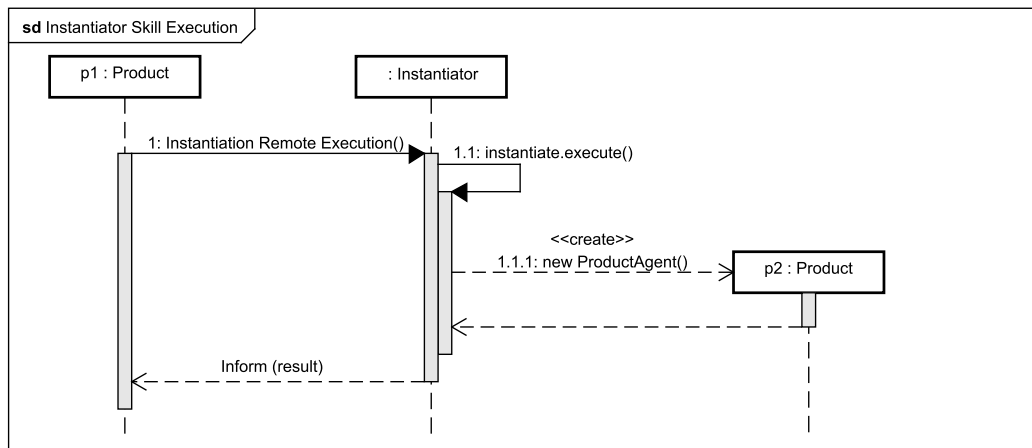 sd Instantiator Skill Execution
p1 : Product
: Instantiator
1: Instantiation Remote Execution()
1.1: instantiate.execute()
<<create>>
1.1.1: new ProductAgent()
p2 : Product
Inform (result)